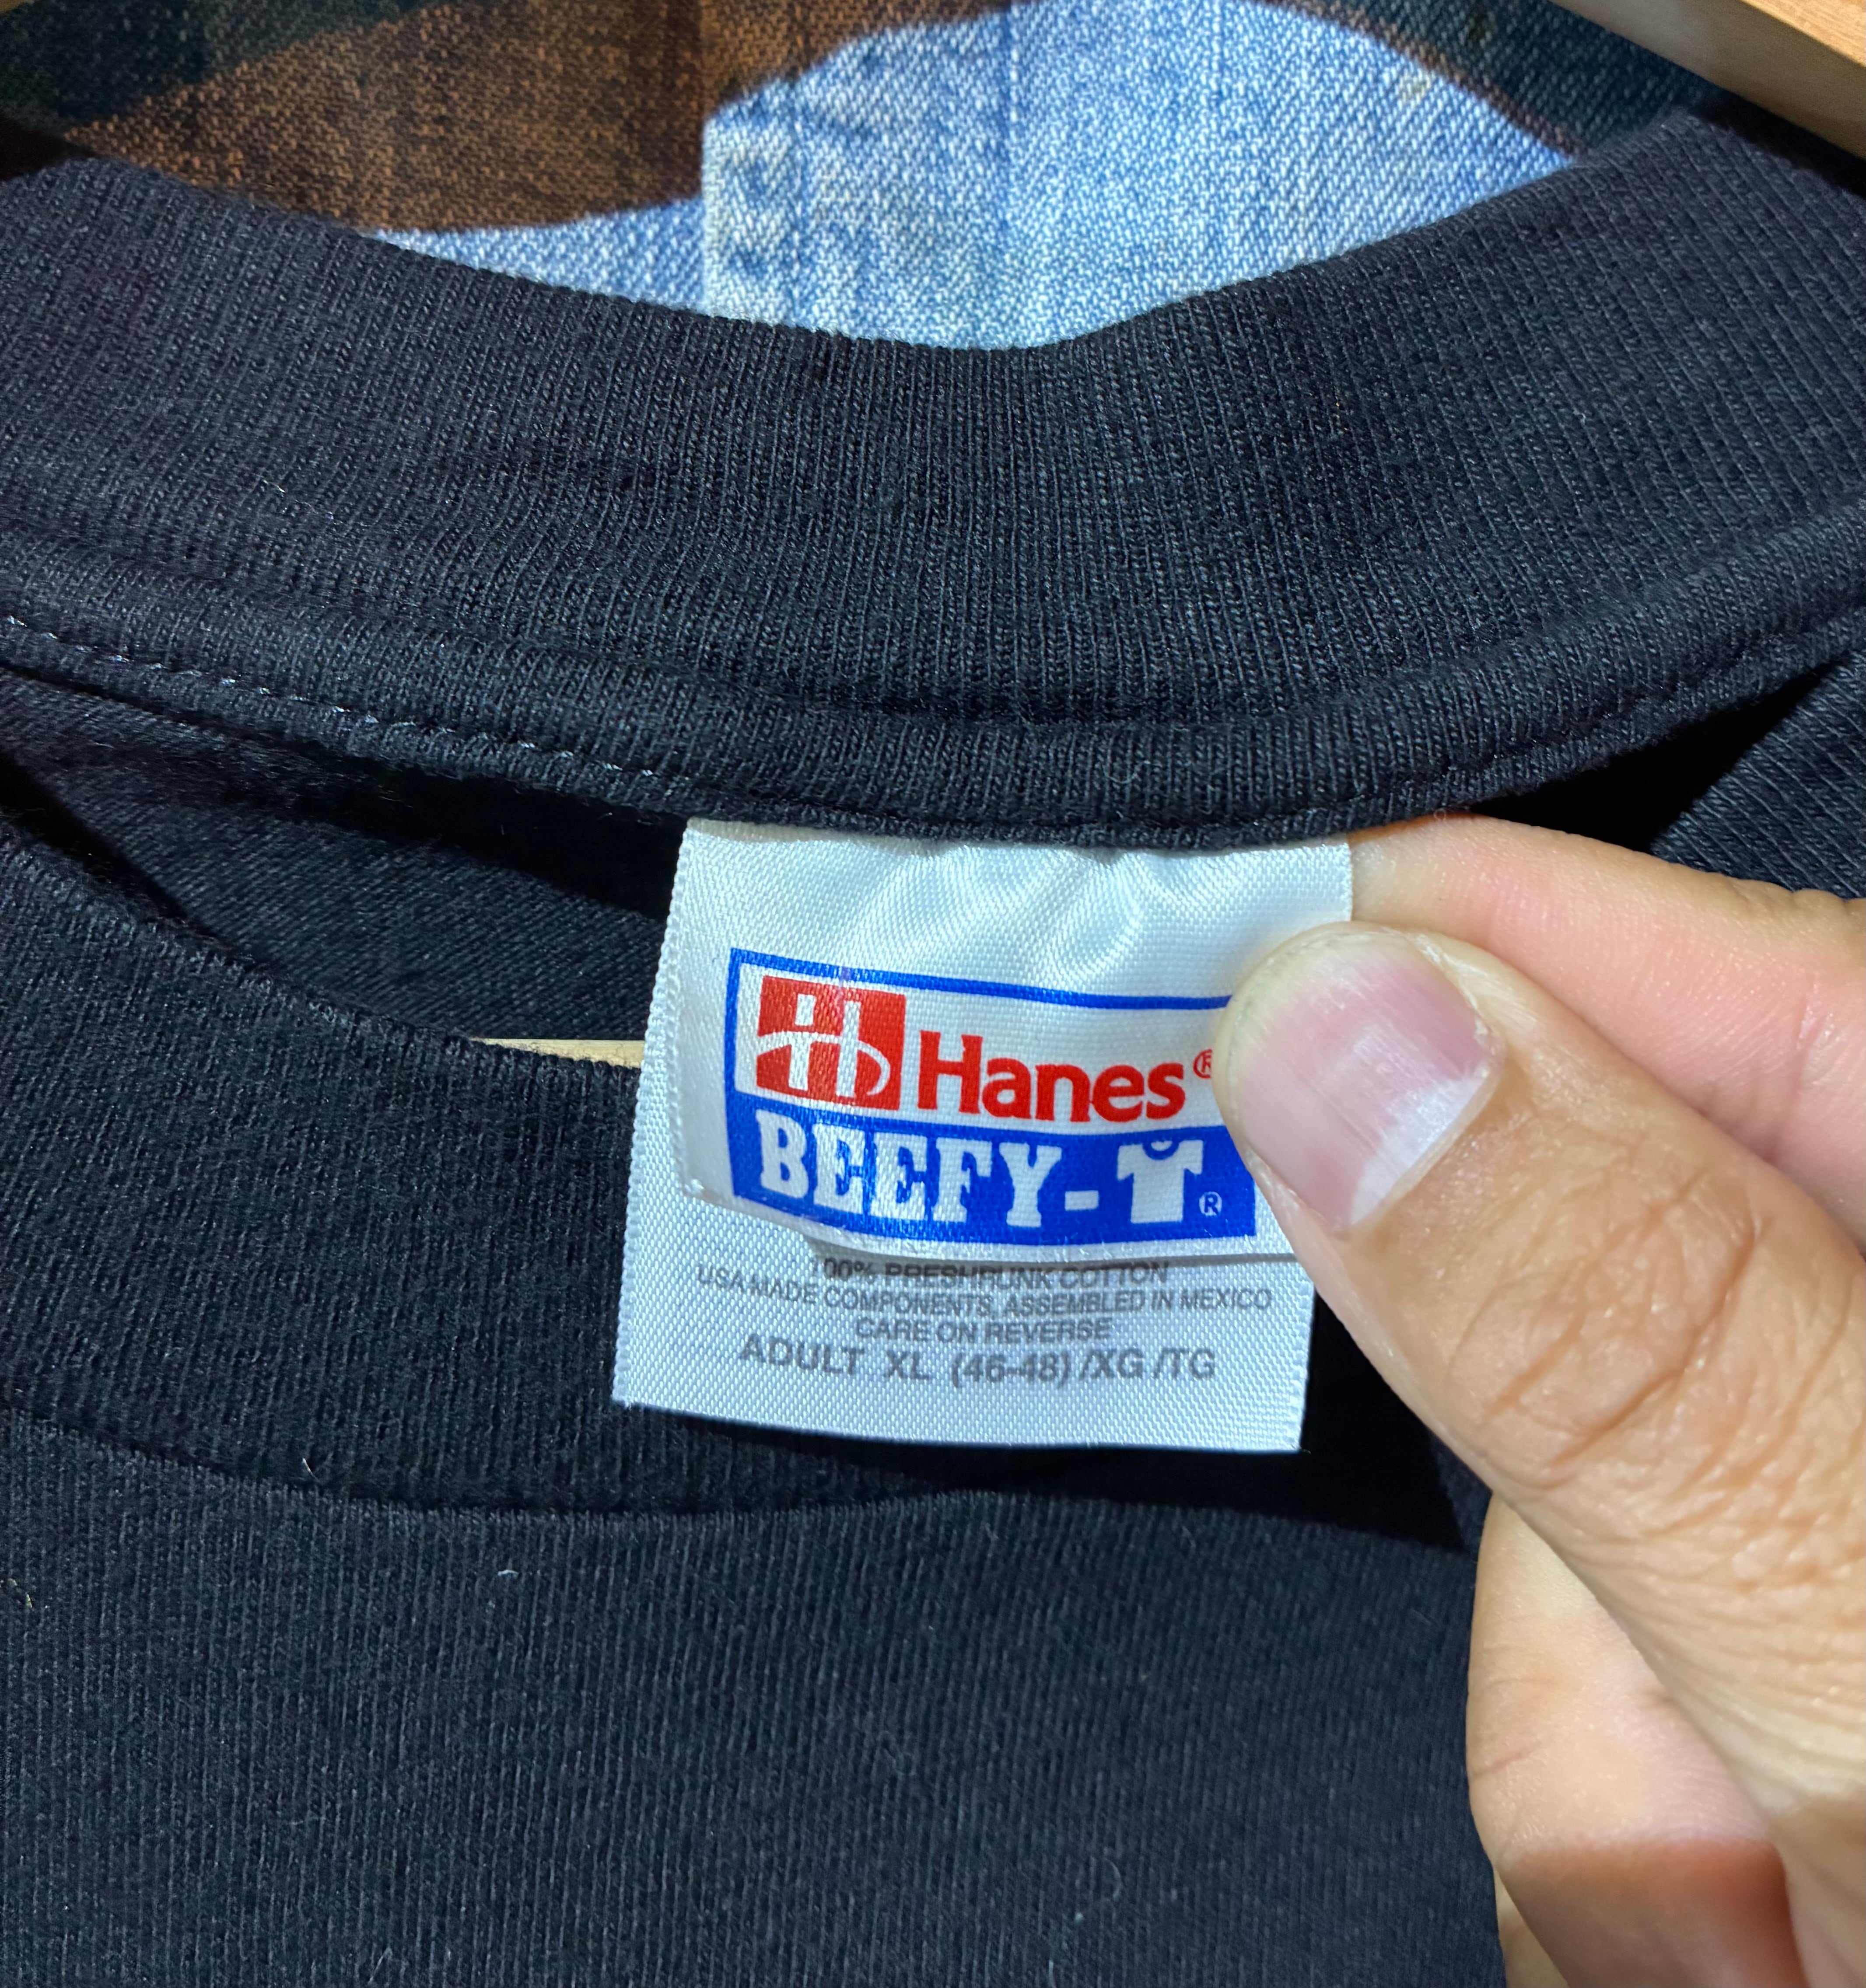 H Hanes®
BEEFY-T®
100% PRESHRUNK COTTON
USA MADE COMPONENTS, ASSEMBLED IN MEXICO
CARE ON REVERSE
ADULT XL (46-48) /XG /TG